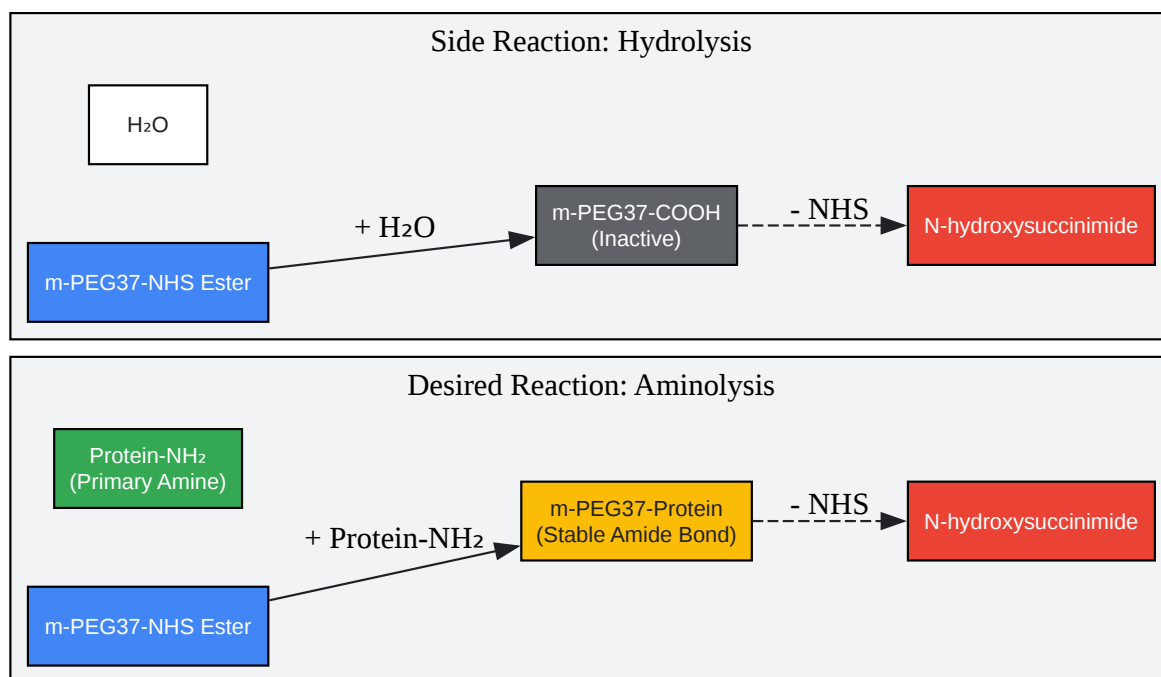 Side Reaction: Hydrolysis
H₂O
+ H₂O
m-PEG37-COOH
(Inactive)
- NHS
N-hydroxysuccinimide
m-PEG37-NHS Ester
Desired Reaction: Aminolysis
Protein-NH₂
(Primary Amine)
+ Protein-NH₂
m-PEG37-Protein
(Stable Amide Bond)
- NHS
N-hydroxysuccinimide
m-PEG37-NHS Ester